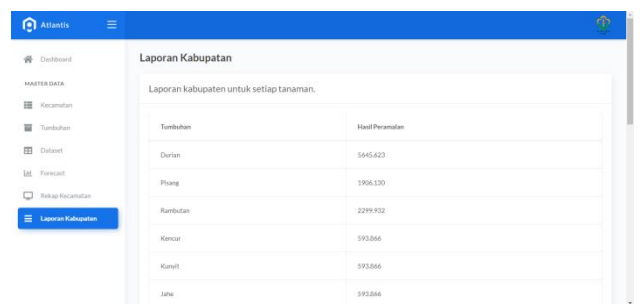 Atlantis
Dashboard
MASTER DATA
Kecamatan
Tumbuhan
Dataset
Forecast
Rekap Kecamatan
Laporan Kabupatan
Laporan Kabupatan
Laporan kabupaten untuk setiap tanaman.
Tumbuhan Hasil Peramalan
Durian 5645.623
Pisang 1906.130
Rambutan 2299.932
Kencur 593.866
Kunyit 593.866
Jahe 593.866